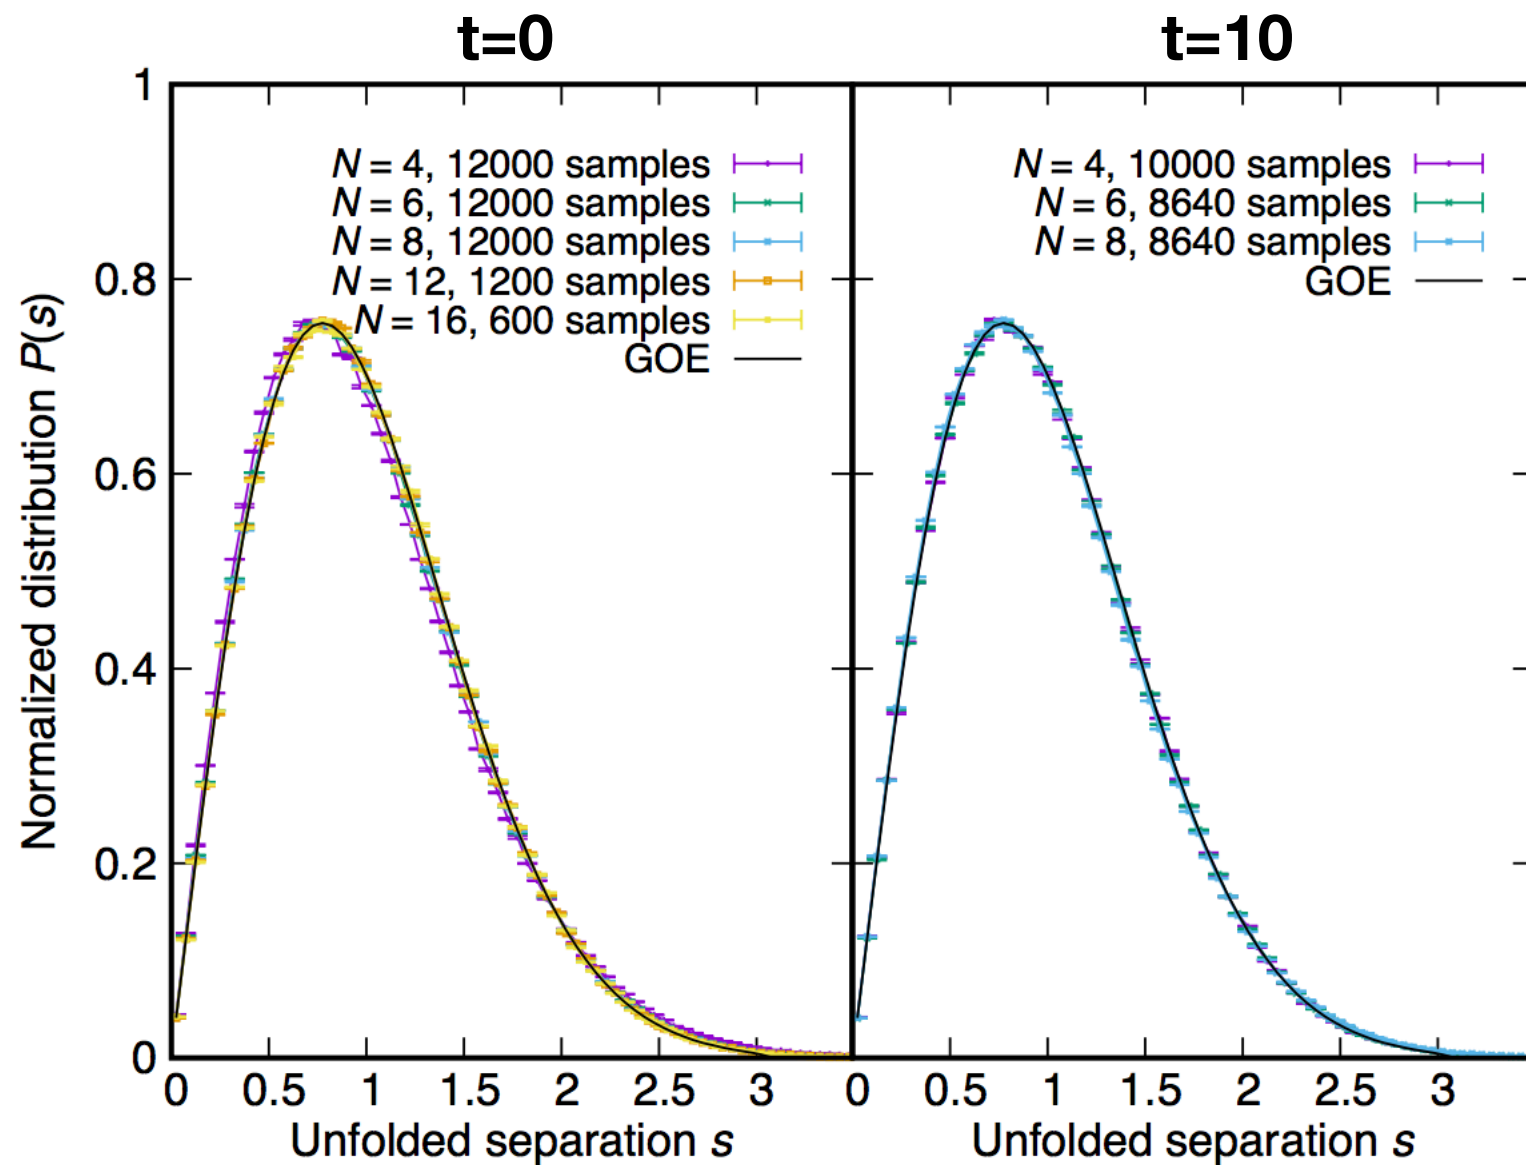 t=0
t=10
1
0.8
0.6
0.4
0.2
0
Normalized distribution P(s)
N = 4, 12000 samples
N = 6, 12000 samples
N = 8, 12000 samples
N = 12, 1200 samples
N = 16, 600 samples
GOE
0 0.5 1 1.5 2 2.5 3
Unfolded separation s
N = 4, 10000 samples
N = 6, 8640 samples
N = 8, 8640 samples
GOE
0 0.5 1 1.5 2 2.5 3
Unfolded separation s